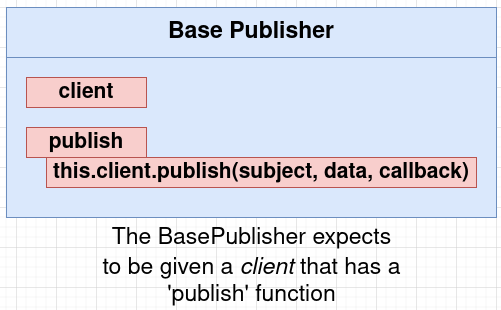 Base Publisher
client
publish
this.client.publish(subject, data, callback)
The BasePublisher expects
to be given a client that has a
'publish' function